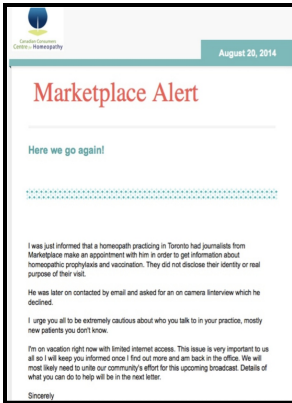 Canadian Consumers
Centre for Homeopathy
August 20, 2014
Marketplace Alert
Here we go again!
I was just informed that a homeopath practicing in Toronto had journalists from
Marketplace make an appointment with him in order to get information about
homeopathic prophylaxis and vaccination. They did not disclose their identity or real
purpose of their visit.
He was later on contacted by email and asked for an on camera Iinterview which he
declined.
I urge you all to be extremely cautious about who you talk to in your practice, mostly
new patients you don't know.
I'm on vacation right now with limited internet access. This issue is very important to us
all so I will keep you informed once I find out more and am back in the office. We will
most likely need to unite our community's effort for this upcoming broadcast. Details of
what you can do to help will be in the next letter.
Sincerely